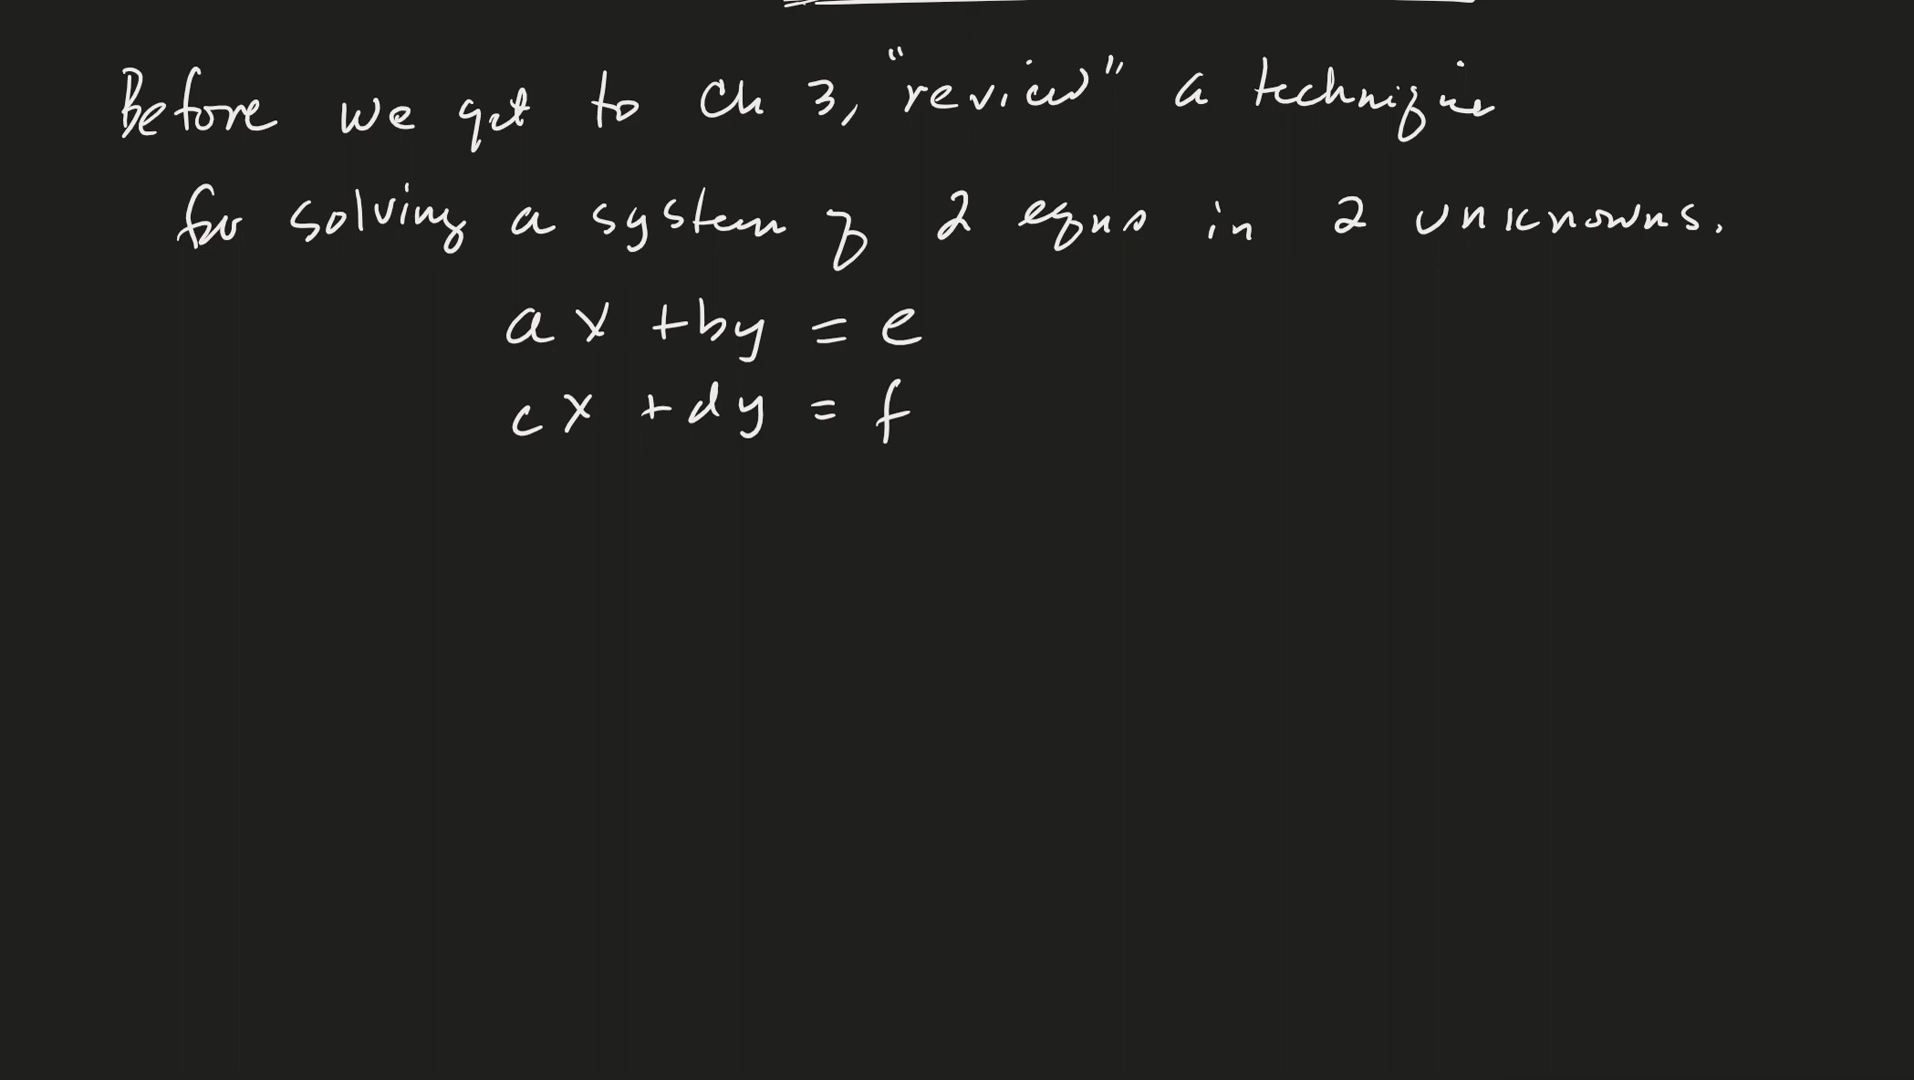 Before we get to Ch 3, "review" a technique
for solving a system of 2 eqns in 2 unknowns.
ax + by = e
cx + dy = f